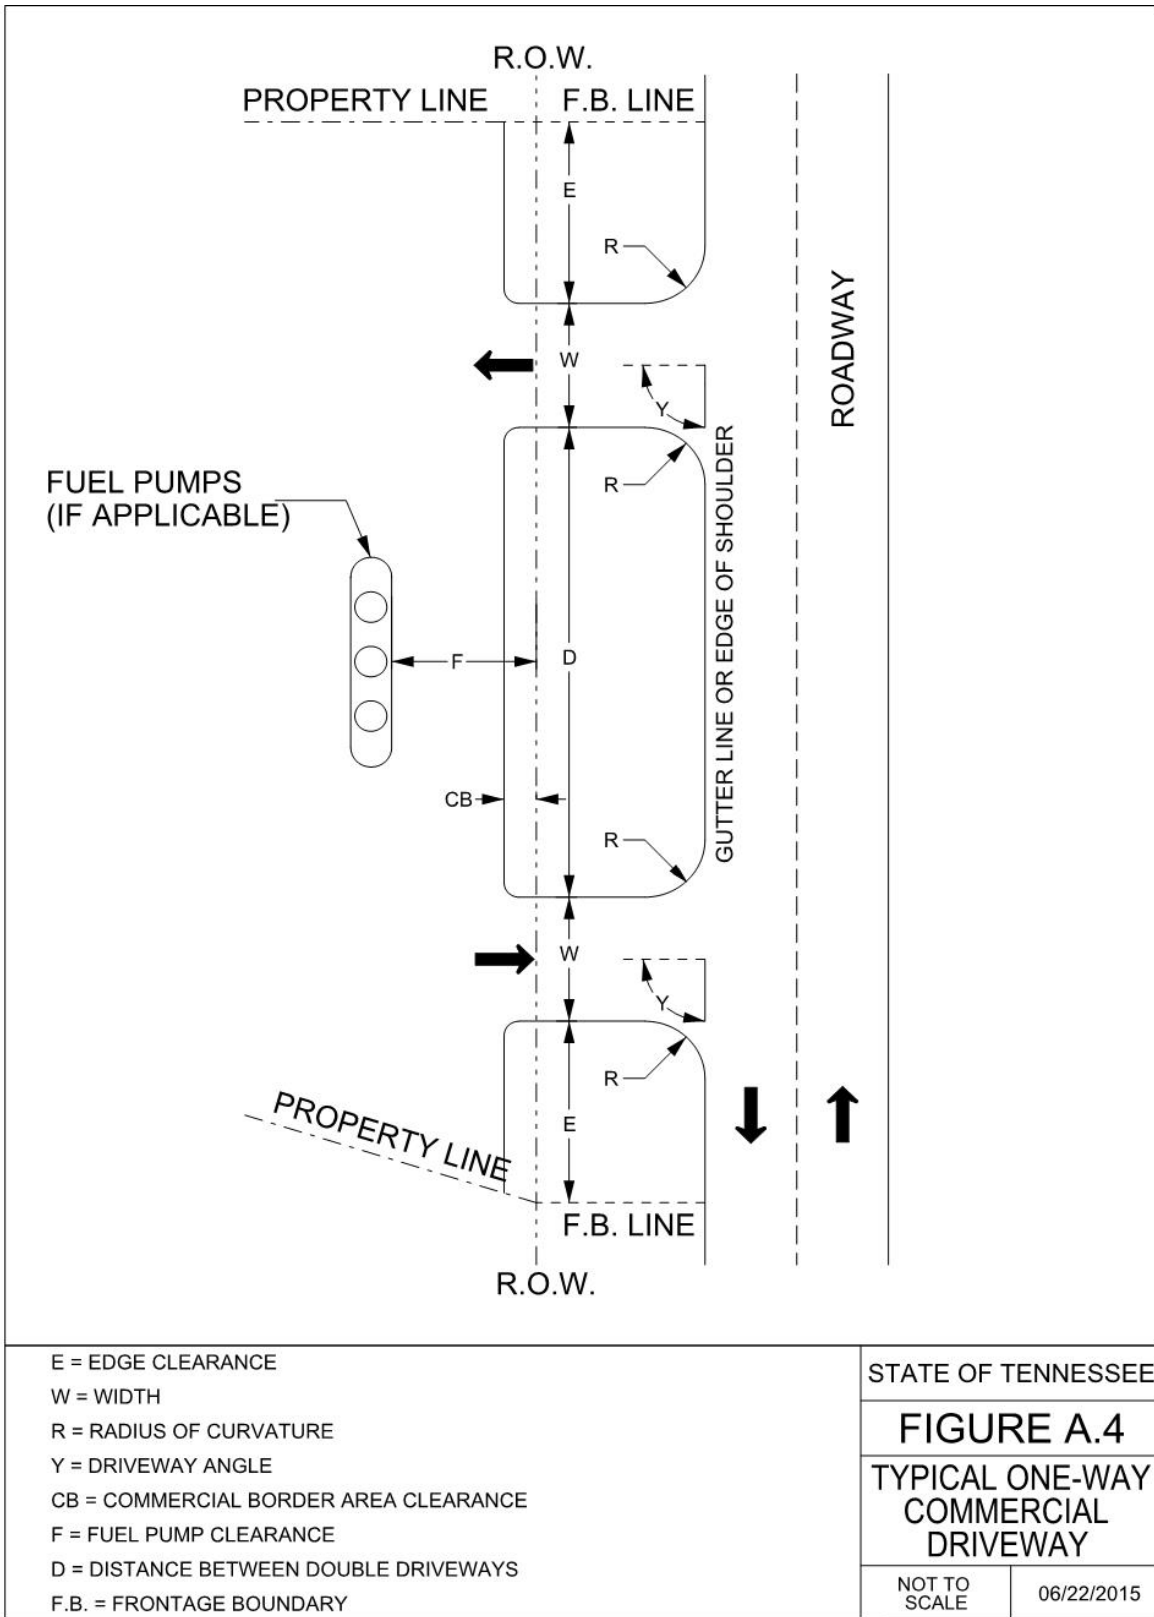 R.O.W.
PROPERTY LINE
F.B. LINE
E
R
W
Y
ROADWAY
FUEL PUMPS
(IF APPLICABLE)
R
GUTTER LINE OR EDGE OF SHOULDER
F
D
CB
R
W
Y
R
PROPERTY LINE
E
F.B. LINE
R.O.W.
E = EDGE CLEARANCE
W = WIDTH
R = RADIUS OF CURVATURE
Y = DRIVEWAY ANGLE
CB = COMMERCIAL BORDER AREA CLEARANCE
F = FUEL PUMP CLEARANCE
D = DISTANCE BETWEEN DOUBLE DRIVEWAYS
F.B. = FRONTAGE BOUNDARY
STATE OF TENNESSEE
FIGURE A.4
TYPICAL ONE-WAY
COMMERCIAL
DRIVEWAY
NOT TO
SCALE
06/22/2015